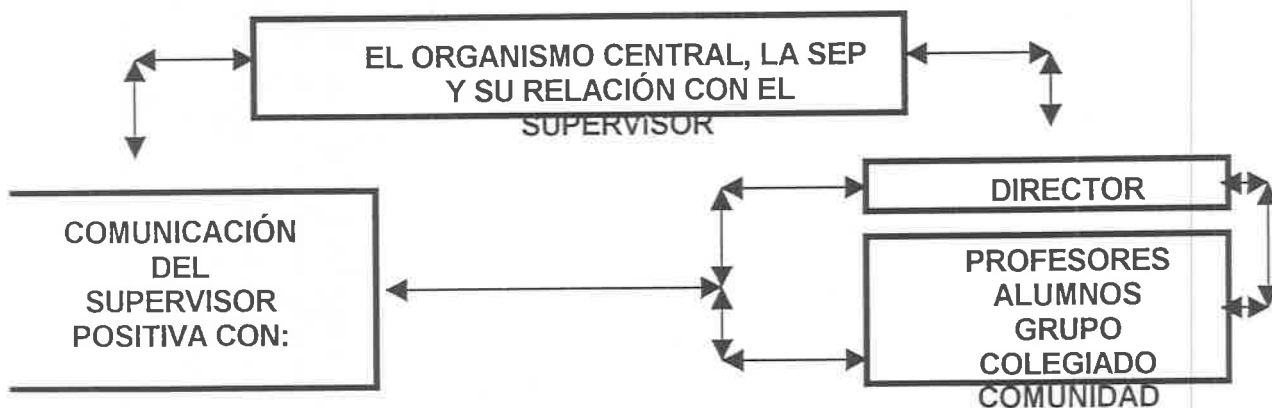 EL ORGANISMO CENTRAL, LA SEP
Y SU RELACIÓN CON EL
SUPERVISOR
COMUNICACIÓN
DEL
SUPERVISOR
POSITIVA CON:
DIRECTOR
PROFESORES
ALUMNOS
GRUPO
COLEGIADO
COMUNIDAD